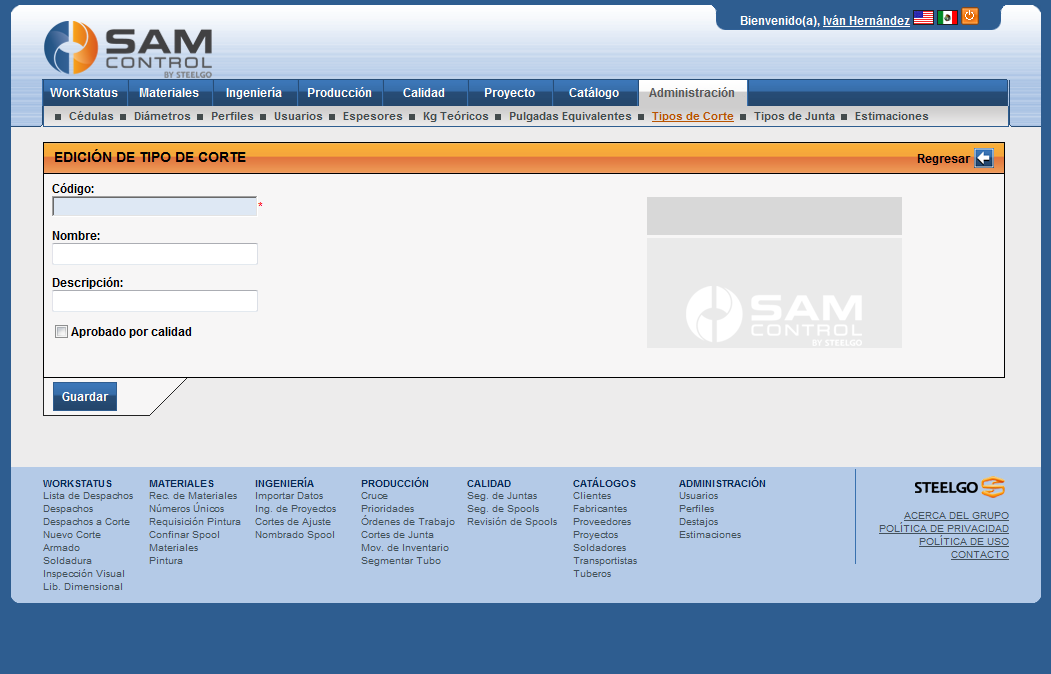 Bienvenido(a), Iván Hernández
SAM
CONTROL
BY STEELGO
WorkStatus Materiales Ingeniería Producción Calidad Proyecto Catálogo Administración
Cédulas Diámetros Perfiles Usuarios Espesores Kg Teóricos Pulgadas Equivalentes Tipos de Corte Tipos de Junta Estimaciones
EDICIÓN DE TIPO DE CORTE Regresar
Código:
*
Nombre:
Descripción:
Aprobado por calidad
SAM
CONTROL
BY STEELGO
Guardar
WORKSTATUS
Lista de Despachos
Despachos
Despachos a Corte
Nuevo Corte
Armado
Soldadura
Inspección Visual
Lib. Dimensional
MATERIALES
Rec. de Materiales
Números Únicos
Requisición Pintura
Confinar Spool
Materiales
Pintura
INGENIERÍA
Importar Datos
Ing. de Proyectos
Cortes de Ajuste
Nombrado Spool
PRODUCCIÓN
Cruce
Prioridades
Órdenes de Trabajo
Cortes de Junta
Mov. de Inventario
Segmentar Tubo
CALIDAD
Seg. de Juntas
Seg. de Spools
Revisión de Spools
CATÁLOGOS
Clientes
Fabricantes
Proveedores
Proyectos
Soldadores
Transportistas
Tuberos
ADMINISTRACIÓN
Usuarios
Perfiles
Destajos
Estimaciones
STEELGO
ACERCA DEL GRUPO
POLÍTICA DE PRIVACIDAD
POLÍTICA DE USO
CONTACTO